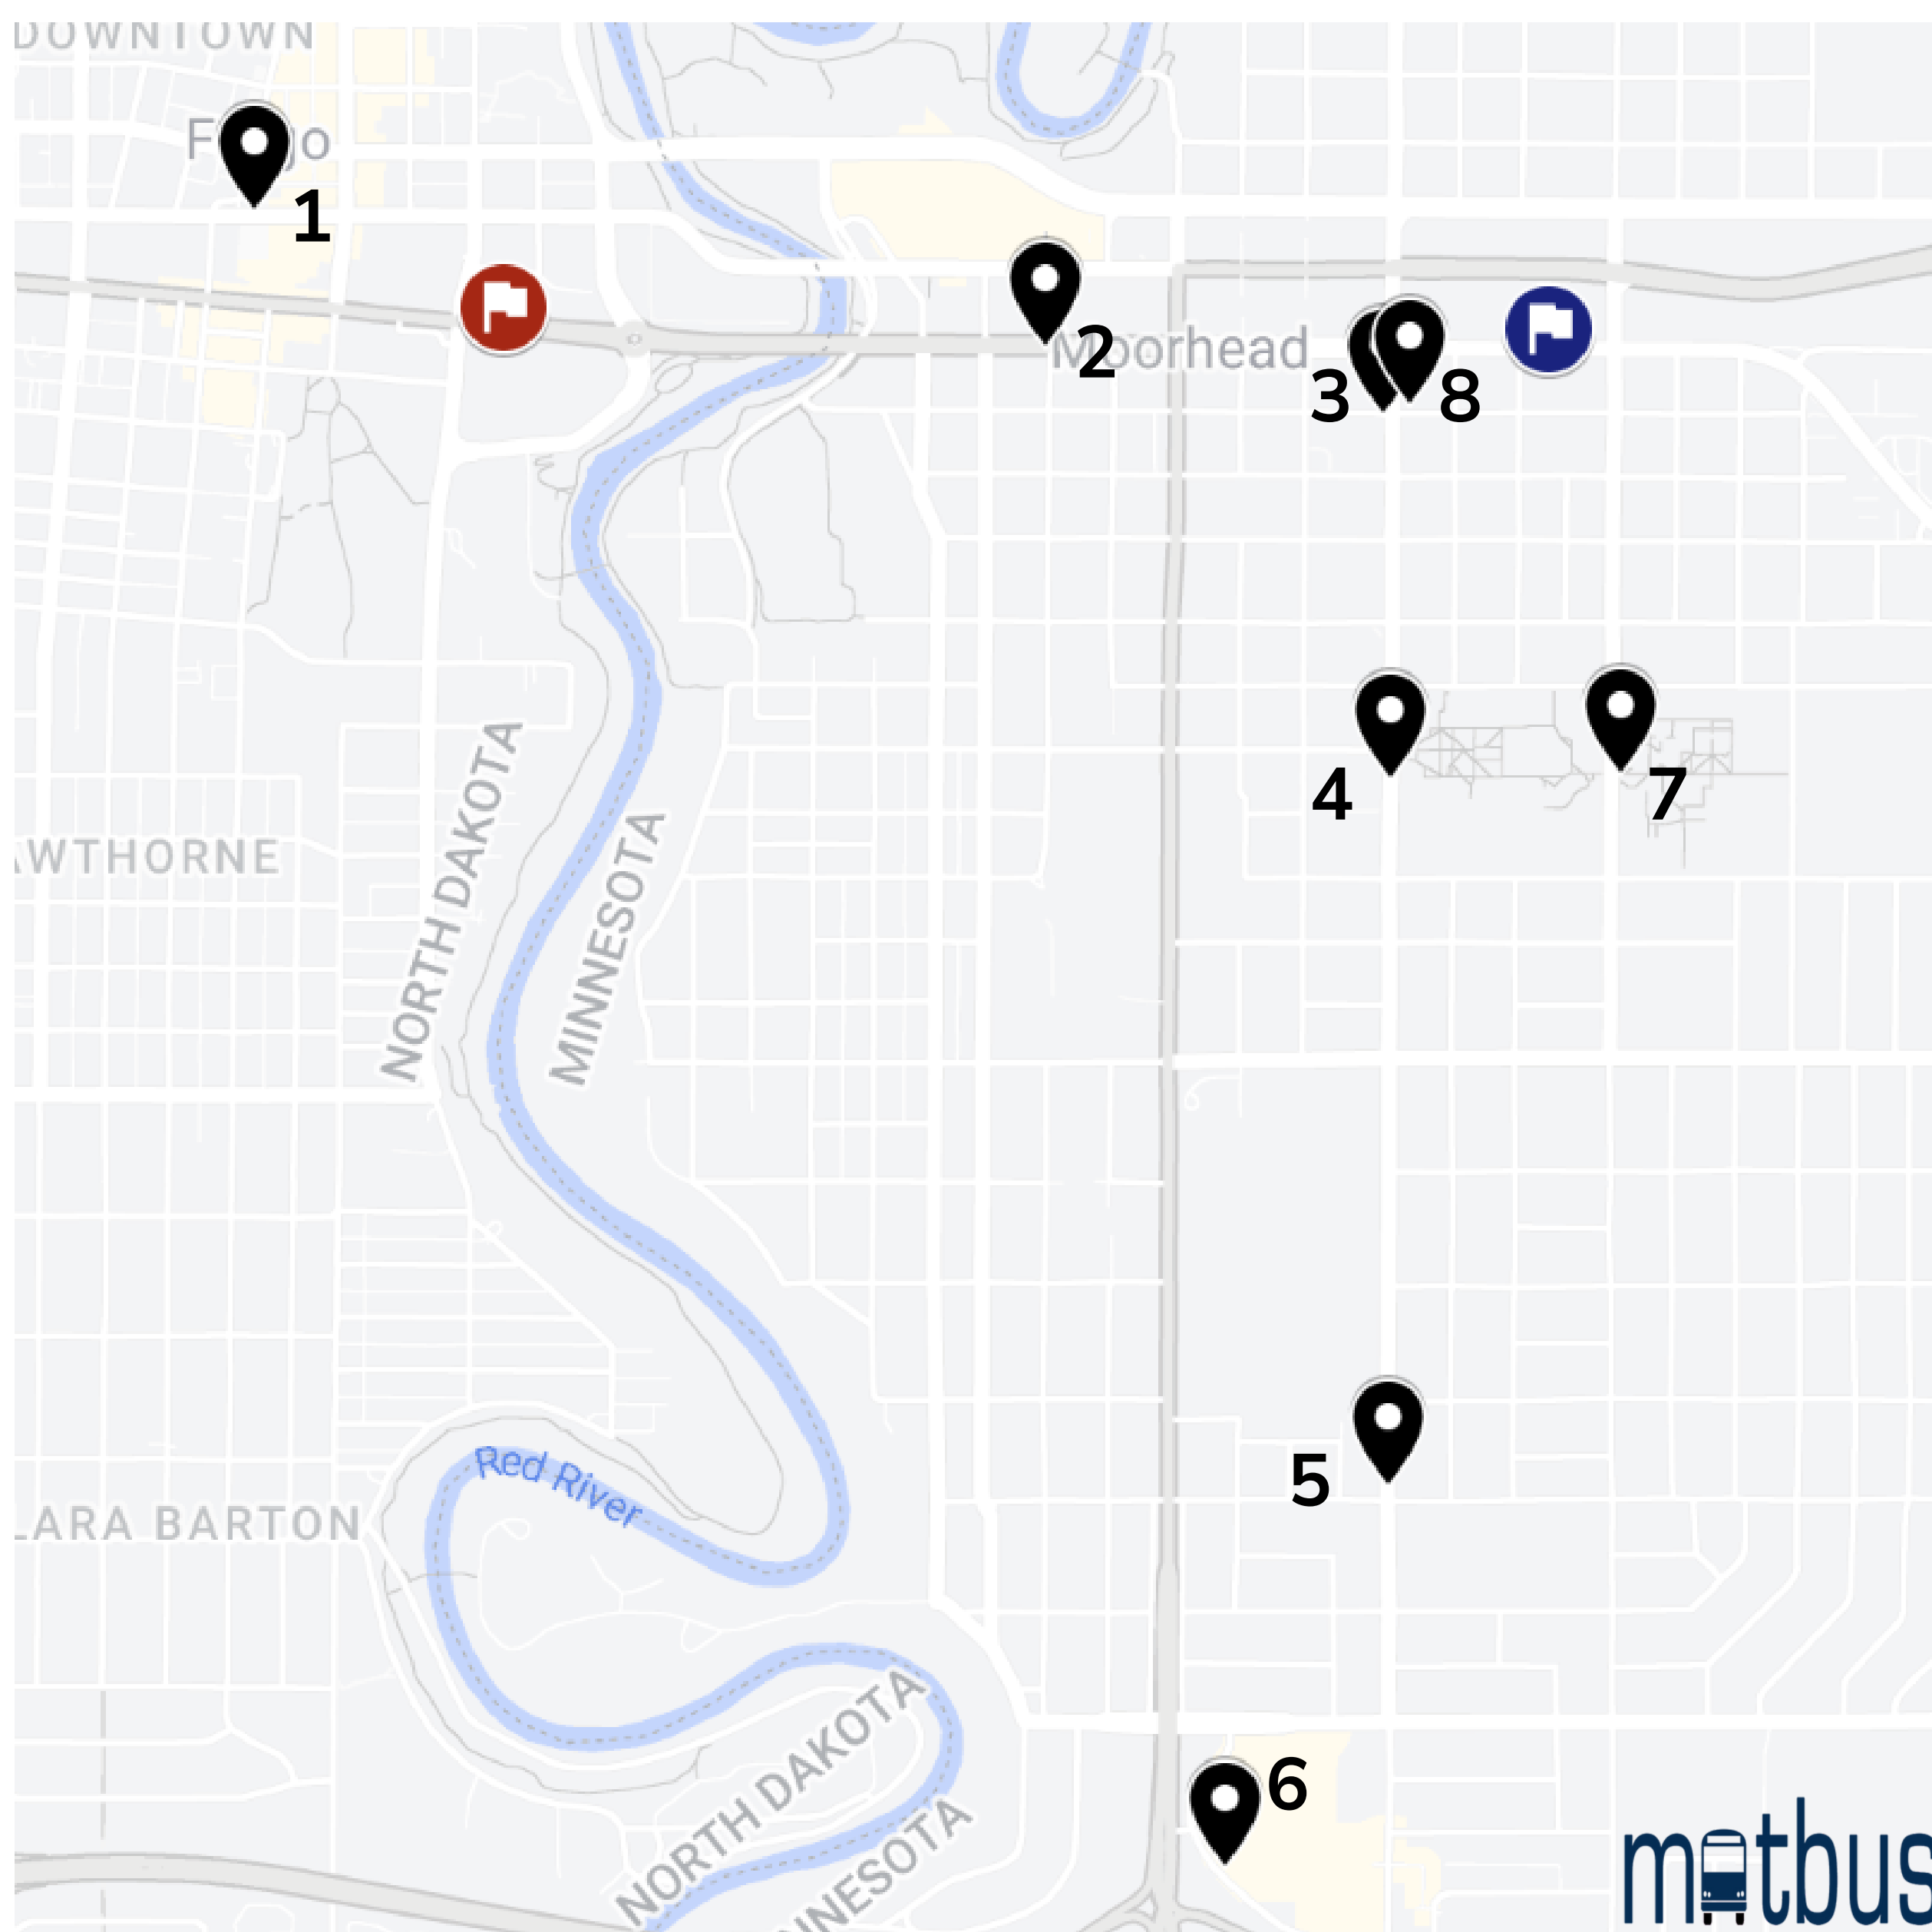 DOWNTOWN
1
2
Moorhead
3
8
4
7
NORTH DAKOTA
MINNESOTA
AWTHORNE
5
Red River
LARA BARTON
6
NORTH DAKOTA
matbus